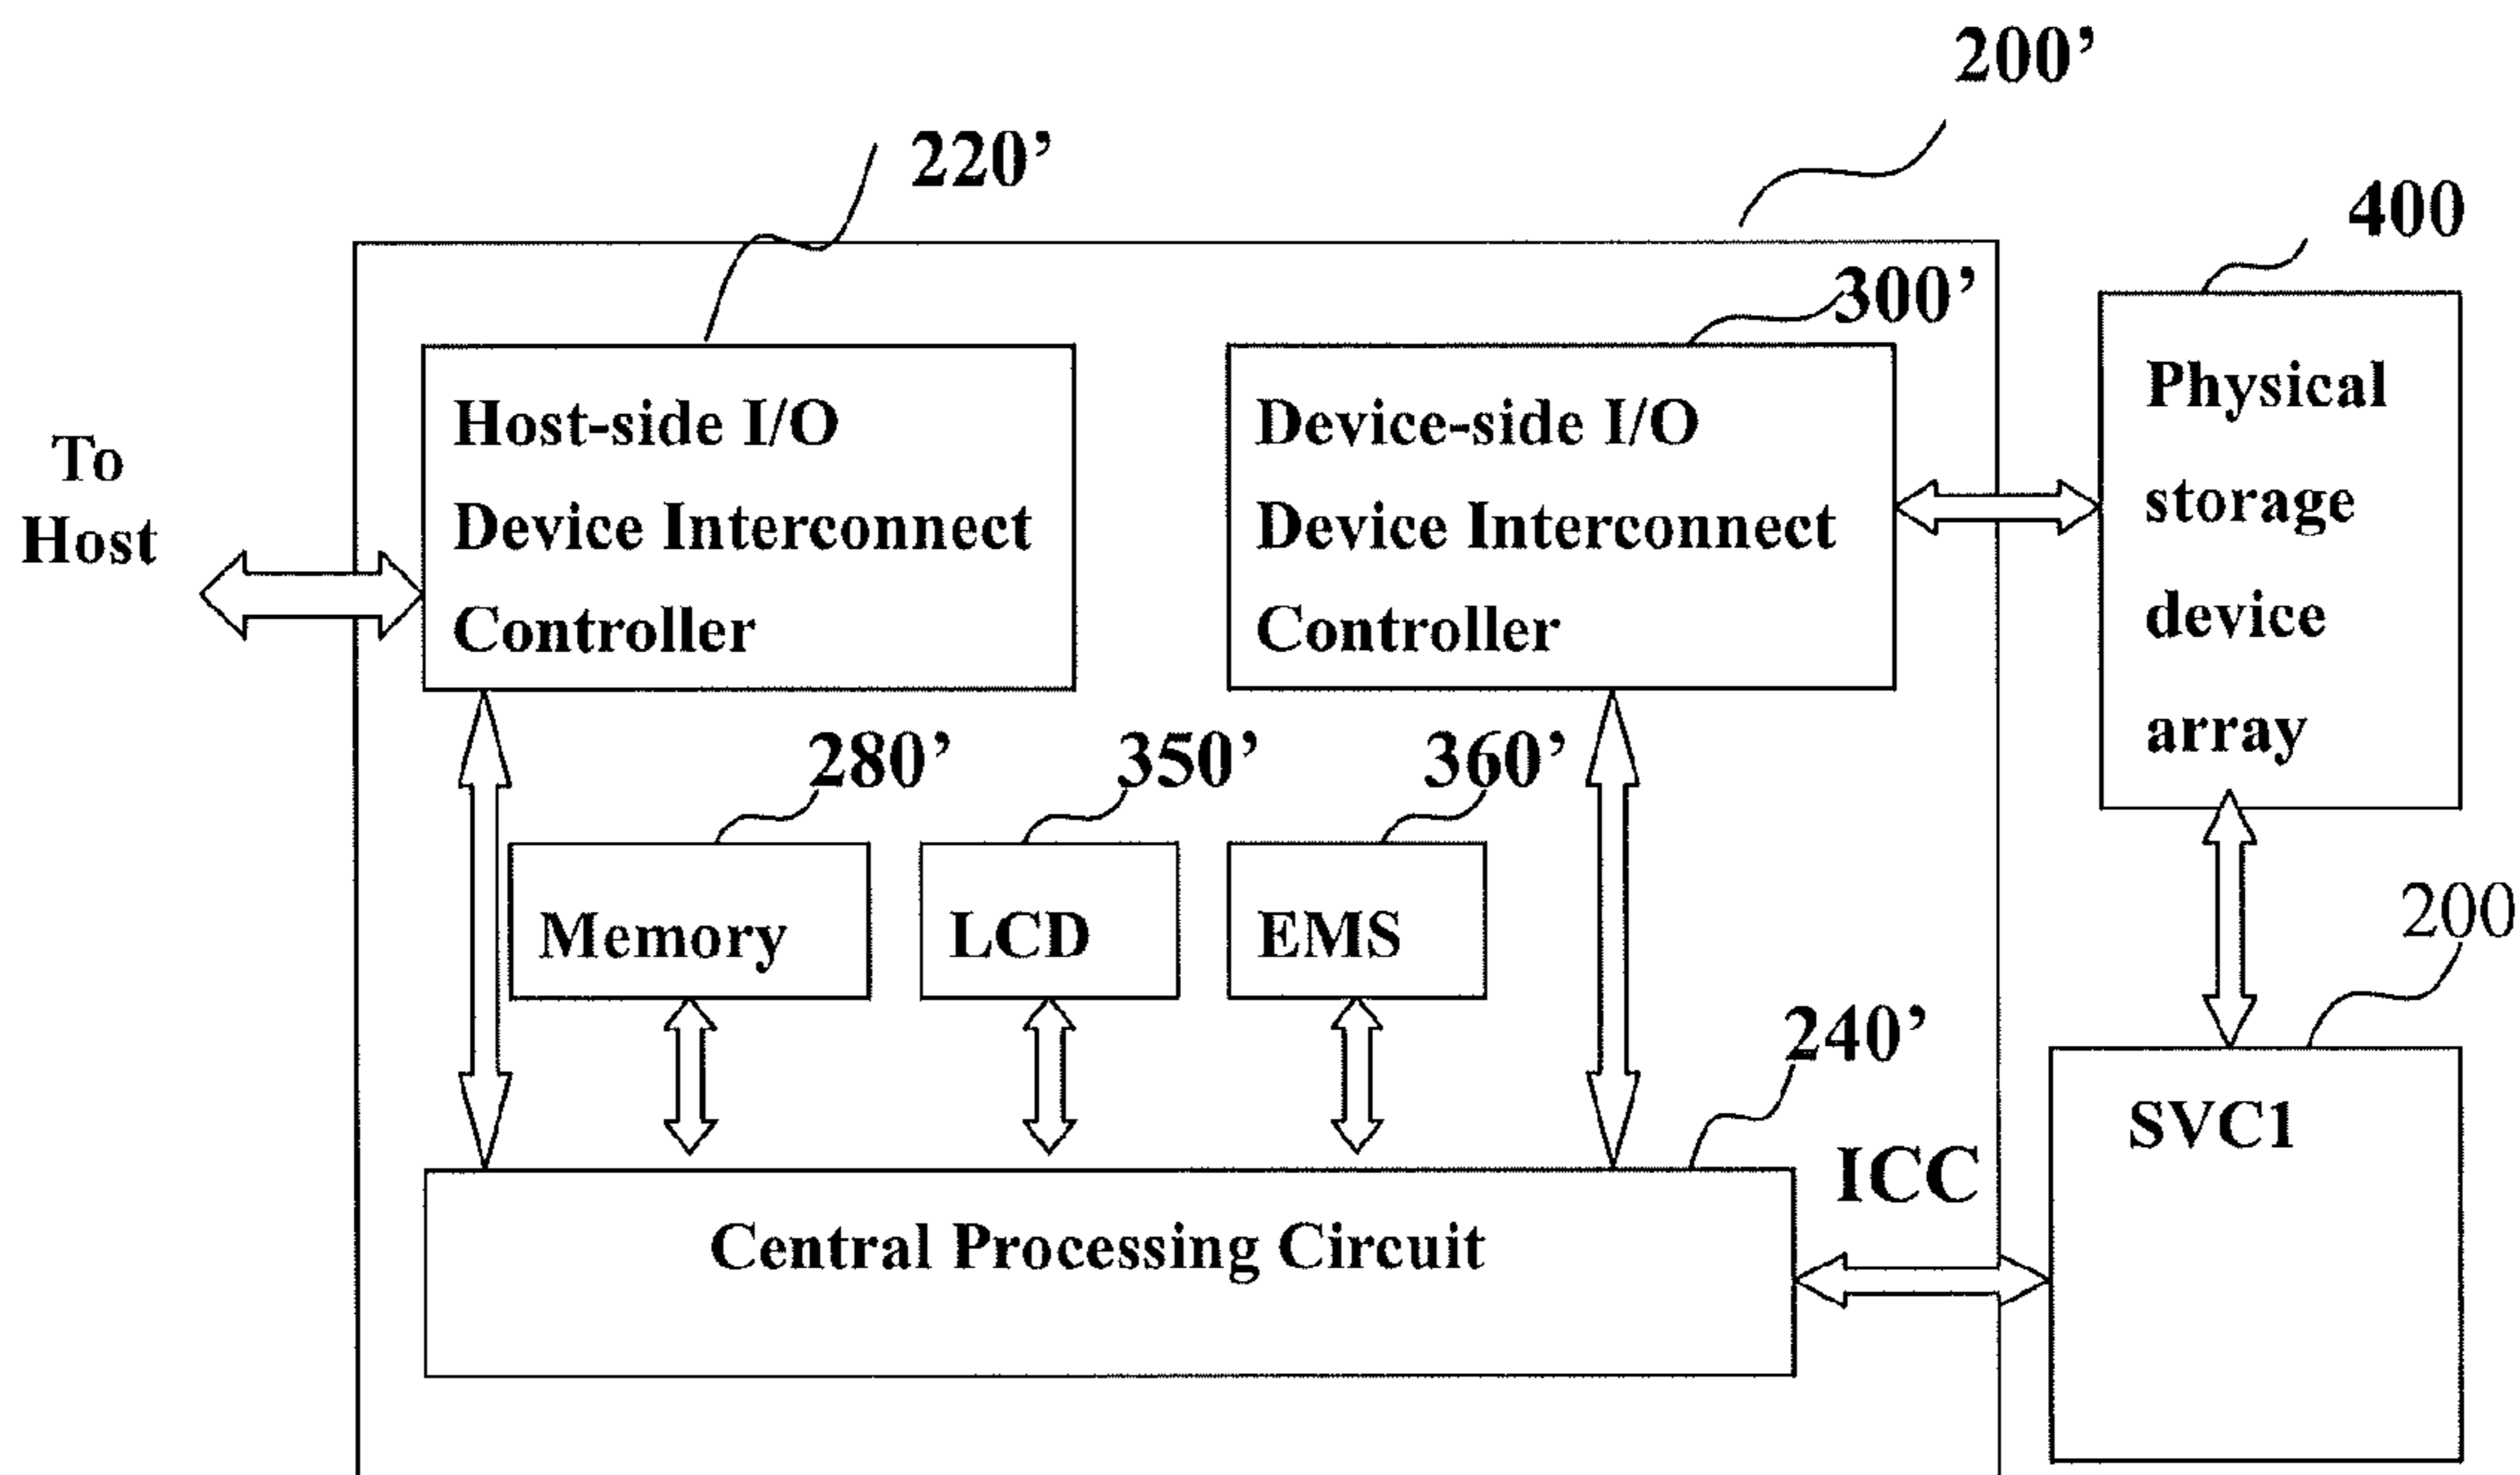 200’
220’
400
300’
To
Host
Host-side I/O
Device Interconnect
Controller
Device-side I/O
Device Interconnect
Controller
Physical
storage
device
array
280’
350’
360’
Memory
LCD
EMS
200
240’
ICC
SVC1
Central Processing Circuit